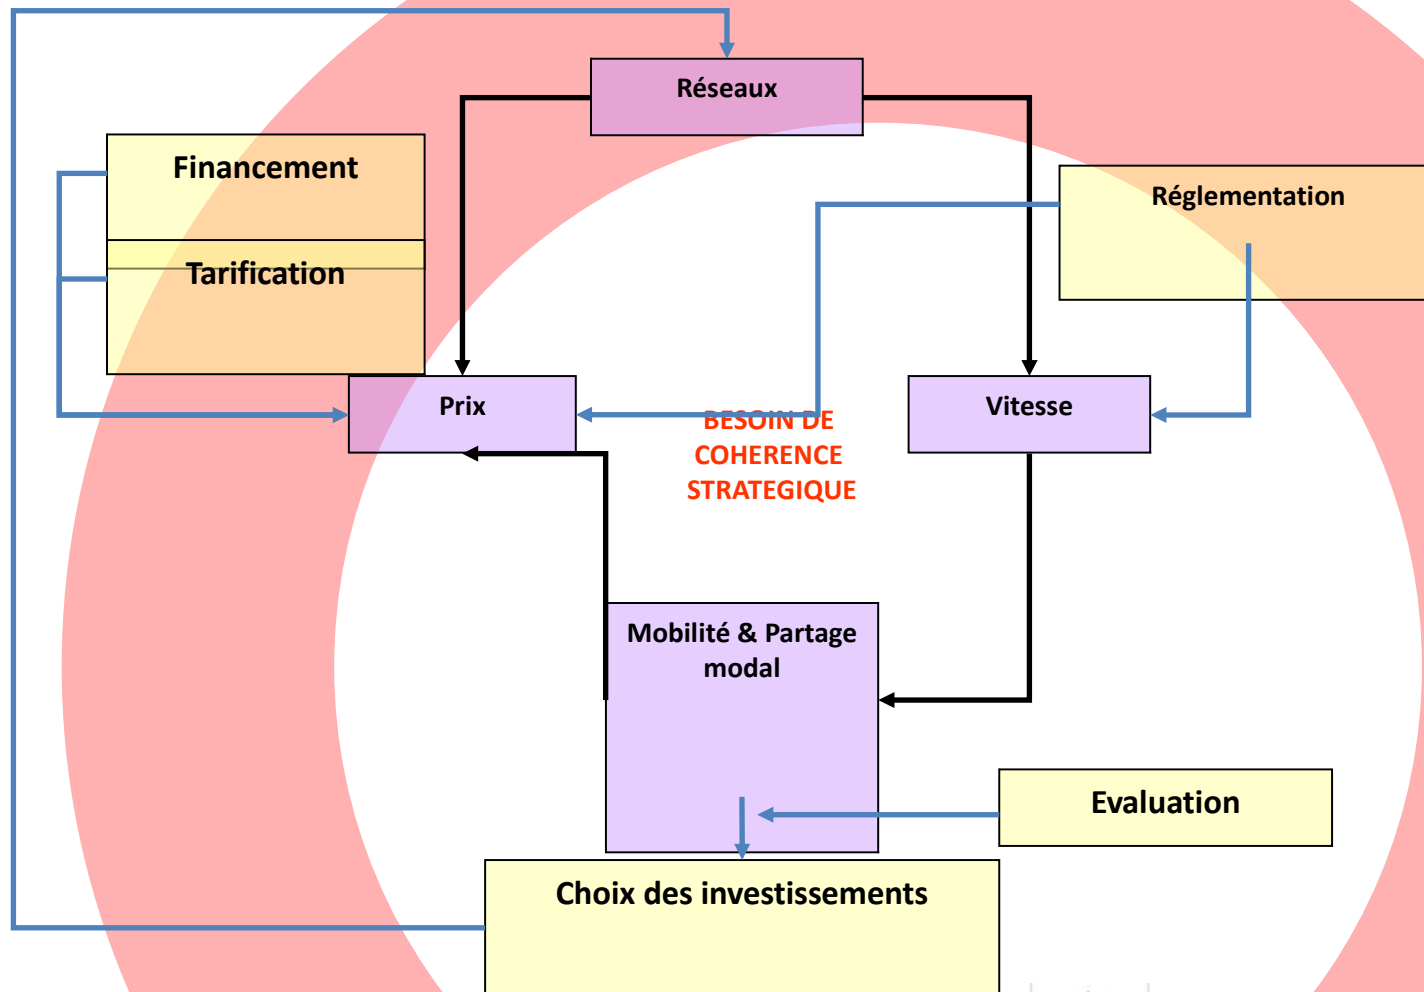 Réseaux
Financement
Réglementation
Tarification
Prix
Vitesse
BESOIN DE
COHERENCE
STRATEGIQUE
Mobilité & Partage
modal
Evaluation
Choix des investissements